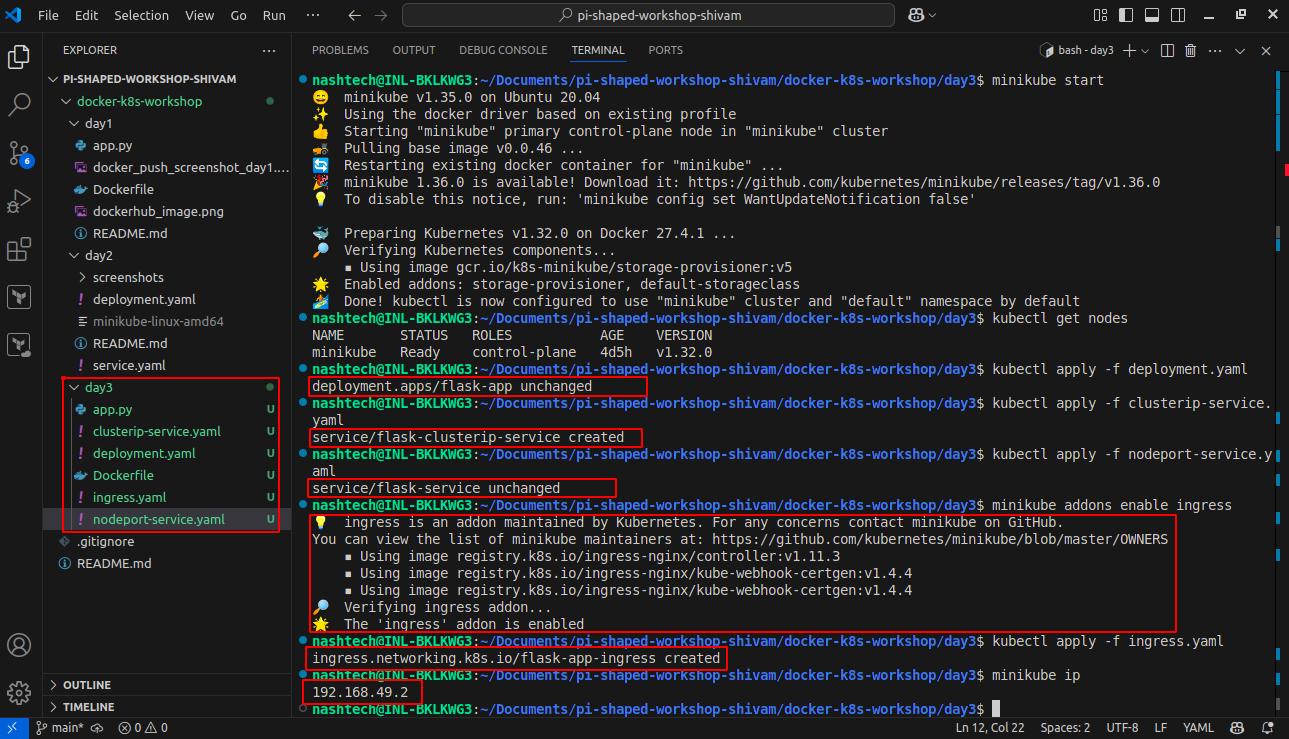 File Edit Selection View Go Run ··· pi-shaped-workshop-shivam
EXPLORER ···
PI-SHAPED-WORKSHOP-SHIVAM
docker-k8s-workshop
day1
app.py
docker_push_screenshot_day1....
Dockerfile
dockerhub_image.png
README.md
day2
screenshots
deployment.yaml
minikube-linux-amd64
README.md
service.yaml
day3
app.py U
clusterip-service.yaml U
deployment.yaml U
Dockerfile U
ingress.yaml U
nodeport-service.yaml U
.gitignore
README.md
OUTLINE
TIMELINE
6
PROBLEMS OUTPUT DEBUG CONSOLE TERMINAL PORTS bash - day3
nashtech@INL-BKLKWG3:~/Documents/pi-shaped-workshop-shivam/docker-k8s-workshop/day3$ minikube start
😄 minikube v1.35.0 on Ubuntu 20.04
✨ Using the docker driver based on existing profile
👍 Starting "minikube" primary control-plane node in "minikube" cluster
🚜 Pulling base image v0.0.46 ...
🔄 Restarting existing docker container for "minikube" ...
🎉 minikube 1.36.0 is available! Download it: https://github.com/kubernetes/minikube/releases/tag/v1.36.0
💡 To disable this notice, run: 'minikube config set WantUpdateNotification false'
🐳 Preparing Kubernetes v1.32.0 on Docker 27.4.1 ...
🔎 Verifying Kubernetes components...
▪ Using image gcr.io/k8s-minikube/storage-provisioner:v5
🌟 Enabled addons: storage-provisioner, default-storageclass
🏄 Done! kubectl is now configured to use "minikube" cluster and "default" namespace by default
nashtech@INL-BKLKWG3:~/Documents/pi-shaped-workshop-shivam/docker-k8s-workshop/day3$ kubectl get nodes
NAME STATUS ROLES AGE VERSION
minikube Ready control-plane 4d5h v1.32.0
nashtech@INL-BKLKWG3:~/Documents/pi-shaped-workshop-shivam/docker-k8s-workshop/day3$ kubectl apply -f deployment.yaml
deployment.apps/flask-app unchanged
nashtech@INL-BKLKWG3:~/Documents/pi-shaped-workshop-shivam/docker-k8s-workshop/day3$ kubectl apply -f clusterip-service.
yaml
service/flask-clusterip-service created
nashtech@INL-BKLKWG3:~/Documents/pi-shaped-workshop-shivam/docker-k8s-workshop/day3$ kubectl apply -f nodeport-service.y
aml
service/flask-service unchanged
nashtech@INL-BKLKWG3:~/Documents/pi-shaped-workshop-shivam/docker-k8s-workshop/day3$ minikube addons enable ingress
💡 ingress is an addon maintained by Kubernetes. For any concerns contact minikube on GitHub.
You can view the list of minikube maintainers at: https://github.com/kubernetes/minikube/blob/master/OWNERS
▪ Using image registry.k8s.io/ingress-nginx/controller:v1.11.3
▪ Using image registry.k8s.io/ingress-nginx/kube-webhook-certgen:v1.4.4
▪ Using image registry.k8s.io/ingress-nginx/kube-webhook-certgen:v1.4.4
🔎 Verifying ingress addon...
🌟 The 'ingress' addon is enabled
nashtech@INL-BKLKWG3:~/Documents/pi-shaped-workshop-shivam/docker-k8s-workshop/day3$ kubectl apply -f ingress.yaml
ingress.networking.k8s.io/flask-app-ingress created
nashtech@INL-BKLKWG3:~/Documents/pi-shaped-workshop-shivam/docker-k8s-workshop/day3$ minikube ip
192.168.49.2
nashtech@INL-BKLKWG3:~/Documents/pi-shaped-workshop-shivam/docker-k8s-workshop/day3$
main* 0 0 Ln 12, Col 22 Spaces: 2 UTF-8 LF YAML